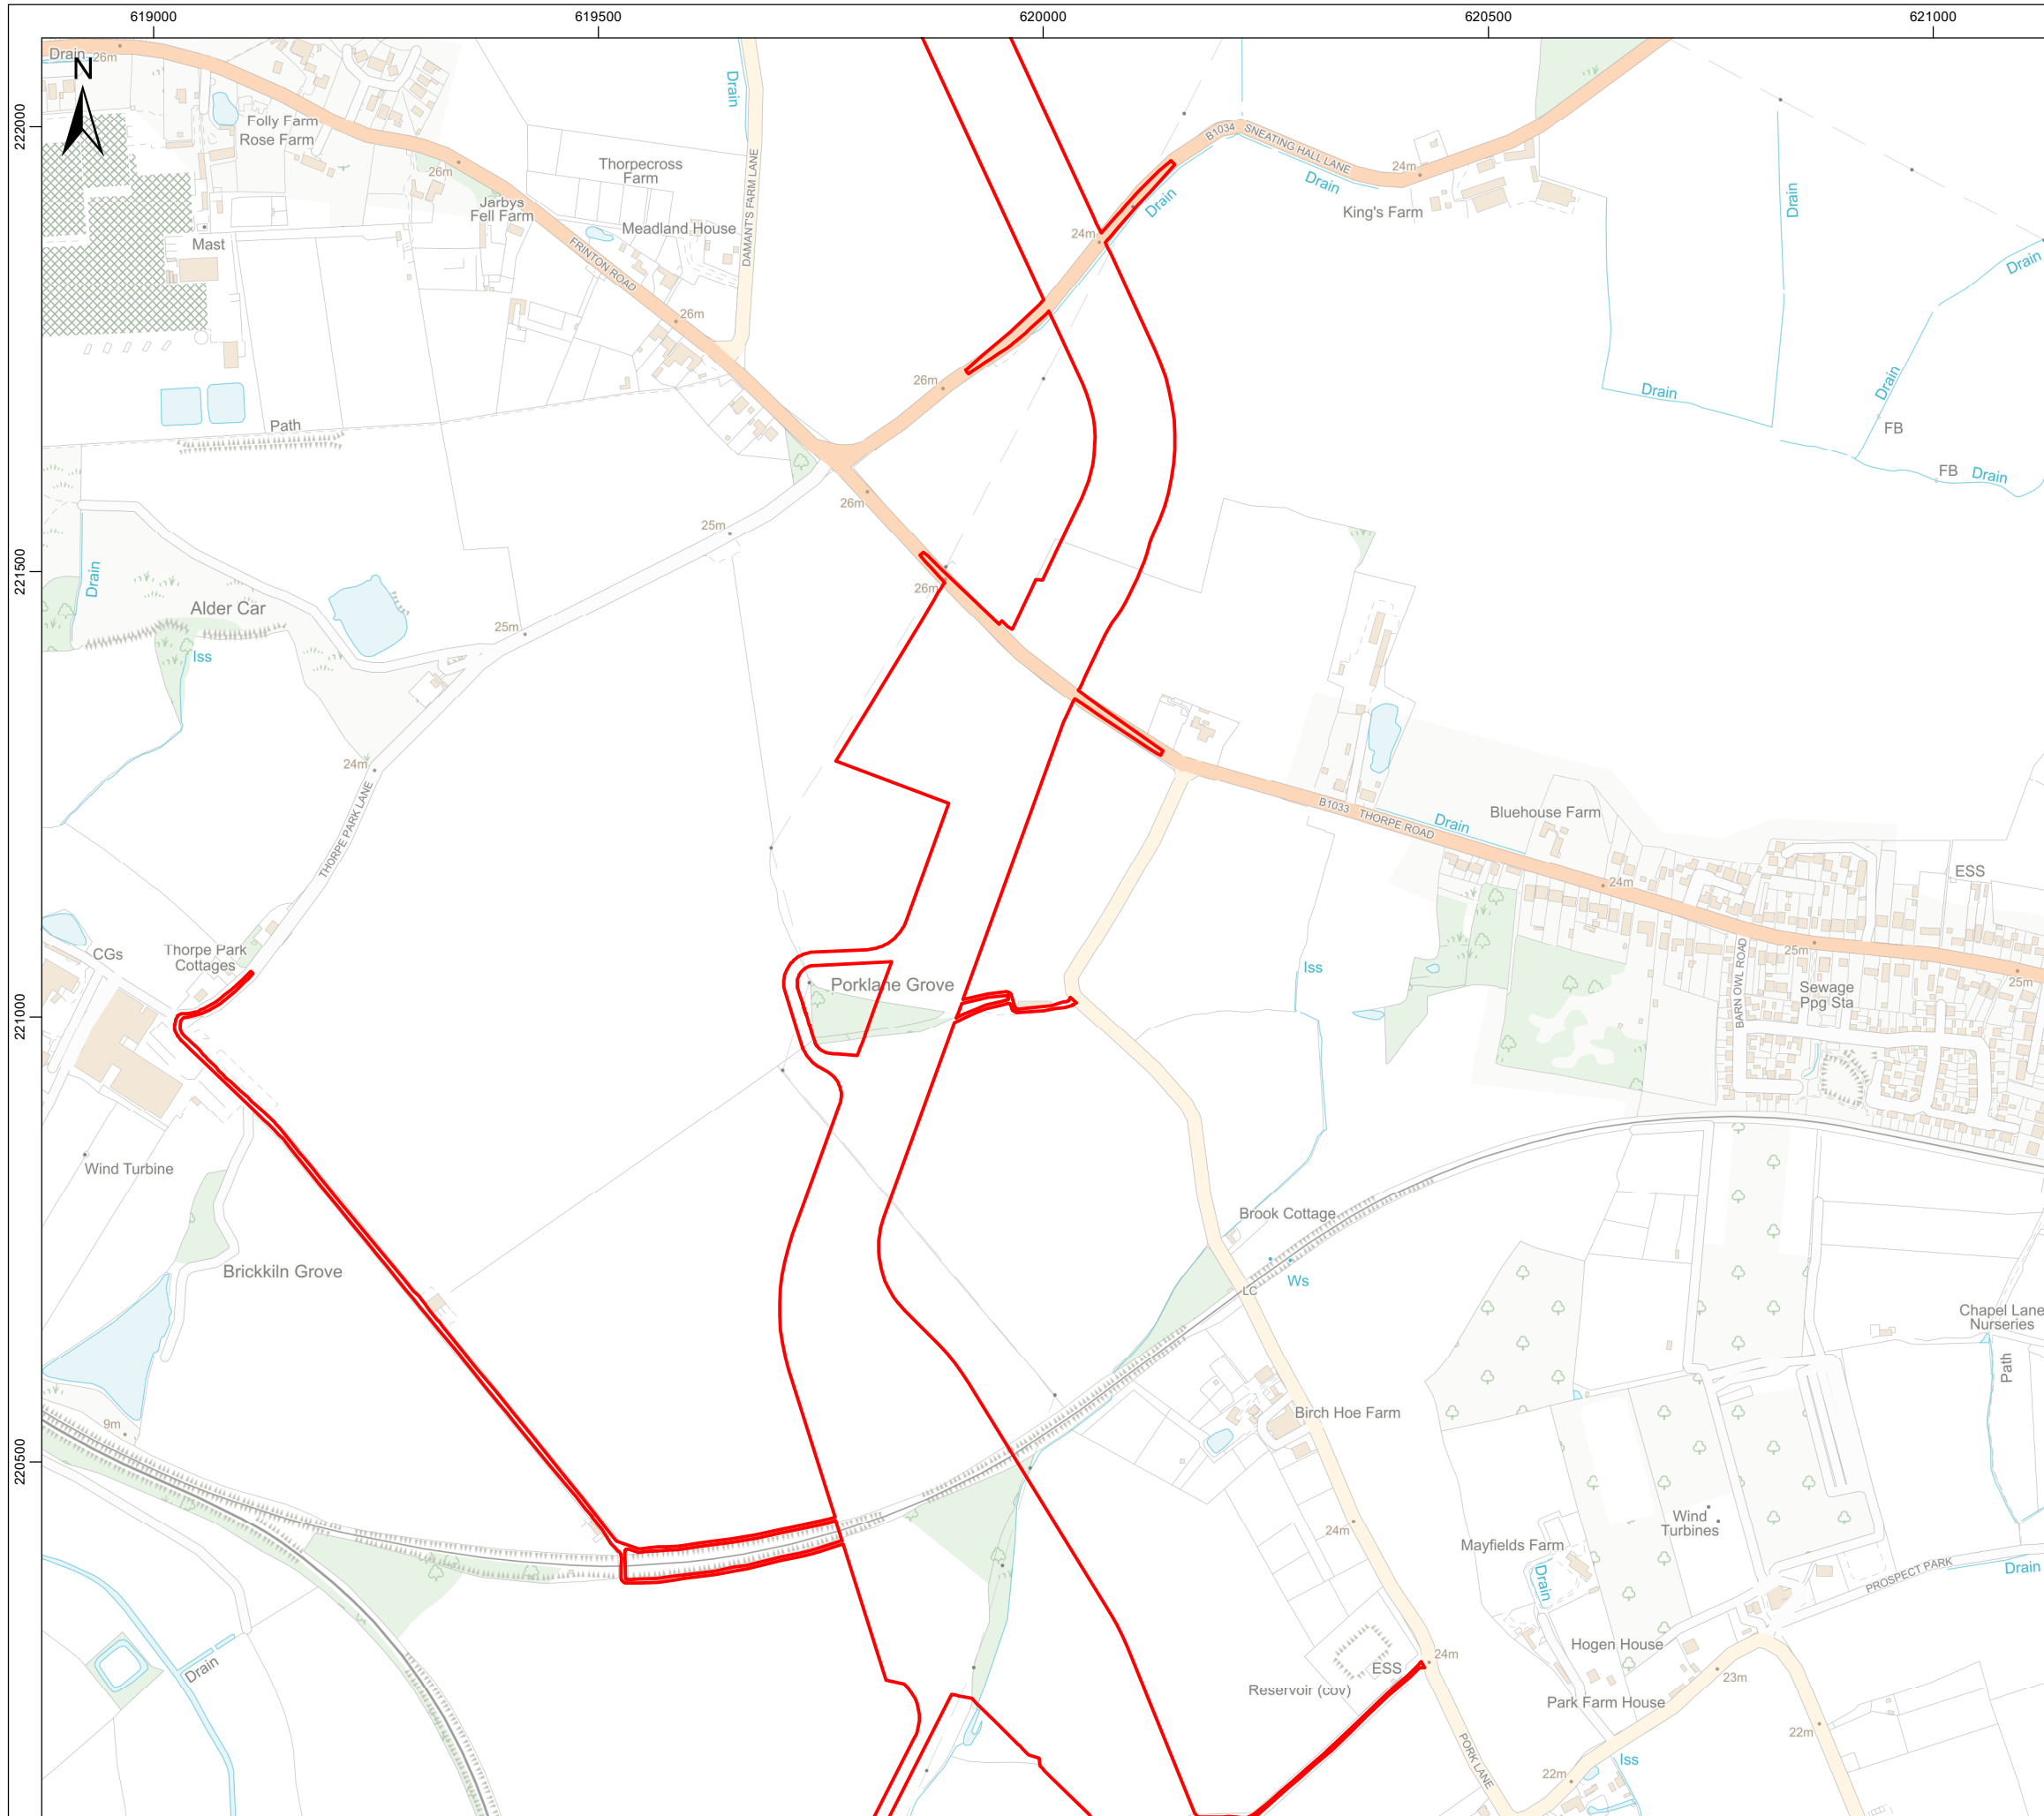 619000
619500
620000
620500
621000
222000
221500
221000
220500
N
Drain
26m
Folly Farm
Rose Farm
Mast
26m
Jarbys
Fell Farm
FRINTON ROAD
Thorpecross
Farm
Meadland House
Drain
DAMANT'S FARM LANE
26m
Path
B1034
SNEATING HALL LANE
Drain
Drain
24m
24m
King's Farm
26m
Drain
Drain
Drain
Drain
FB
FB
Drain
26m
25m
26m
Drain
Alder Car
Iss
25m
24m
THORPE PARK LANE
B1033
THORPE ROAD
Drain
Bluehouse Farm
24m
ESS
25m
25m
BARN OWL ROAD
Sewage
Ppg Sta
CGs
Thorpe Park
Cottages
Porklane Grove
Iss
Wind Turbine
Brickkiln Grove
Brook Cottage
Ws
LC
Chapel Lane
Nurseries
Path
9m
Birch Hoe Farm
24m
Wind
Turbines
Mayfields Farm
Drain
PROSPECT PARK
Drain
Hogen House
24m
ESS
Reservoir (cov)
23m
Park Farm House
22m
PORK LANE
Iss
22m
Drain